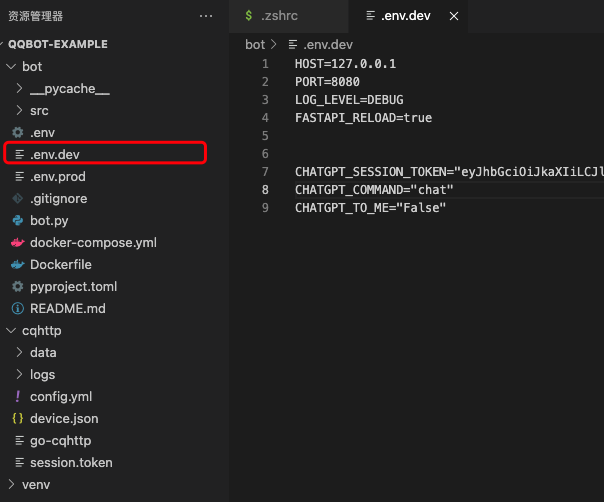 资源管理器
QQBOT-EXAMPLE
bot
__pycache__
src
.env
.env.dev
.env.prod
.gitignore
bot.py
docker-compose.yml
Dockerfile
pyproject.toml
README.md
cqhttp
data
logs
config.yml
device.json
go-cqhttp
session.token
venv
.zshrc
.env.dev
bot > .env.dev
1 HOST=127.0.0.1
2 PORT=8080
3 LOG_LEVEL=DEBUG
4 FASTAPI_RELOAD=true
5
6
7 CHATGPT_SESSION_TOKEN="eyJhbGciOiJkaXIiLCJl
8 CHATGPT_COMMAND="chat"
9 CHATGPT_TO_ME="False"